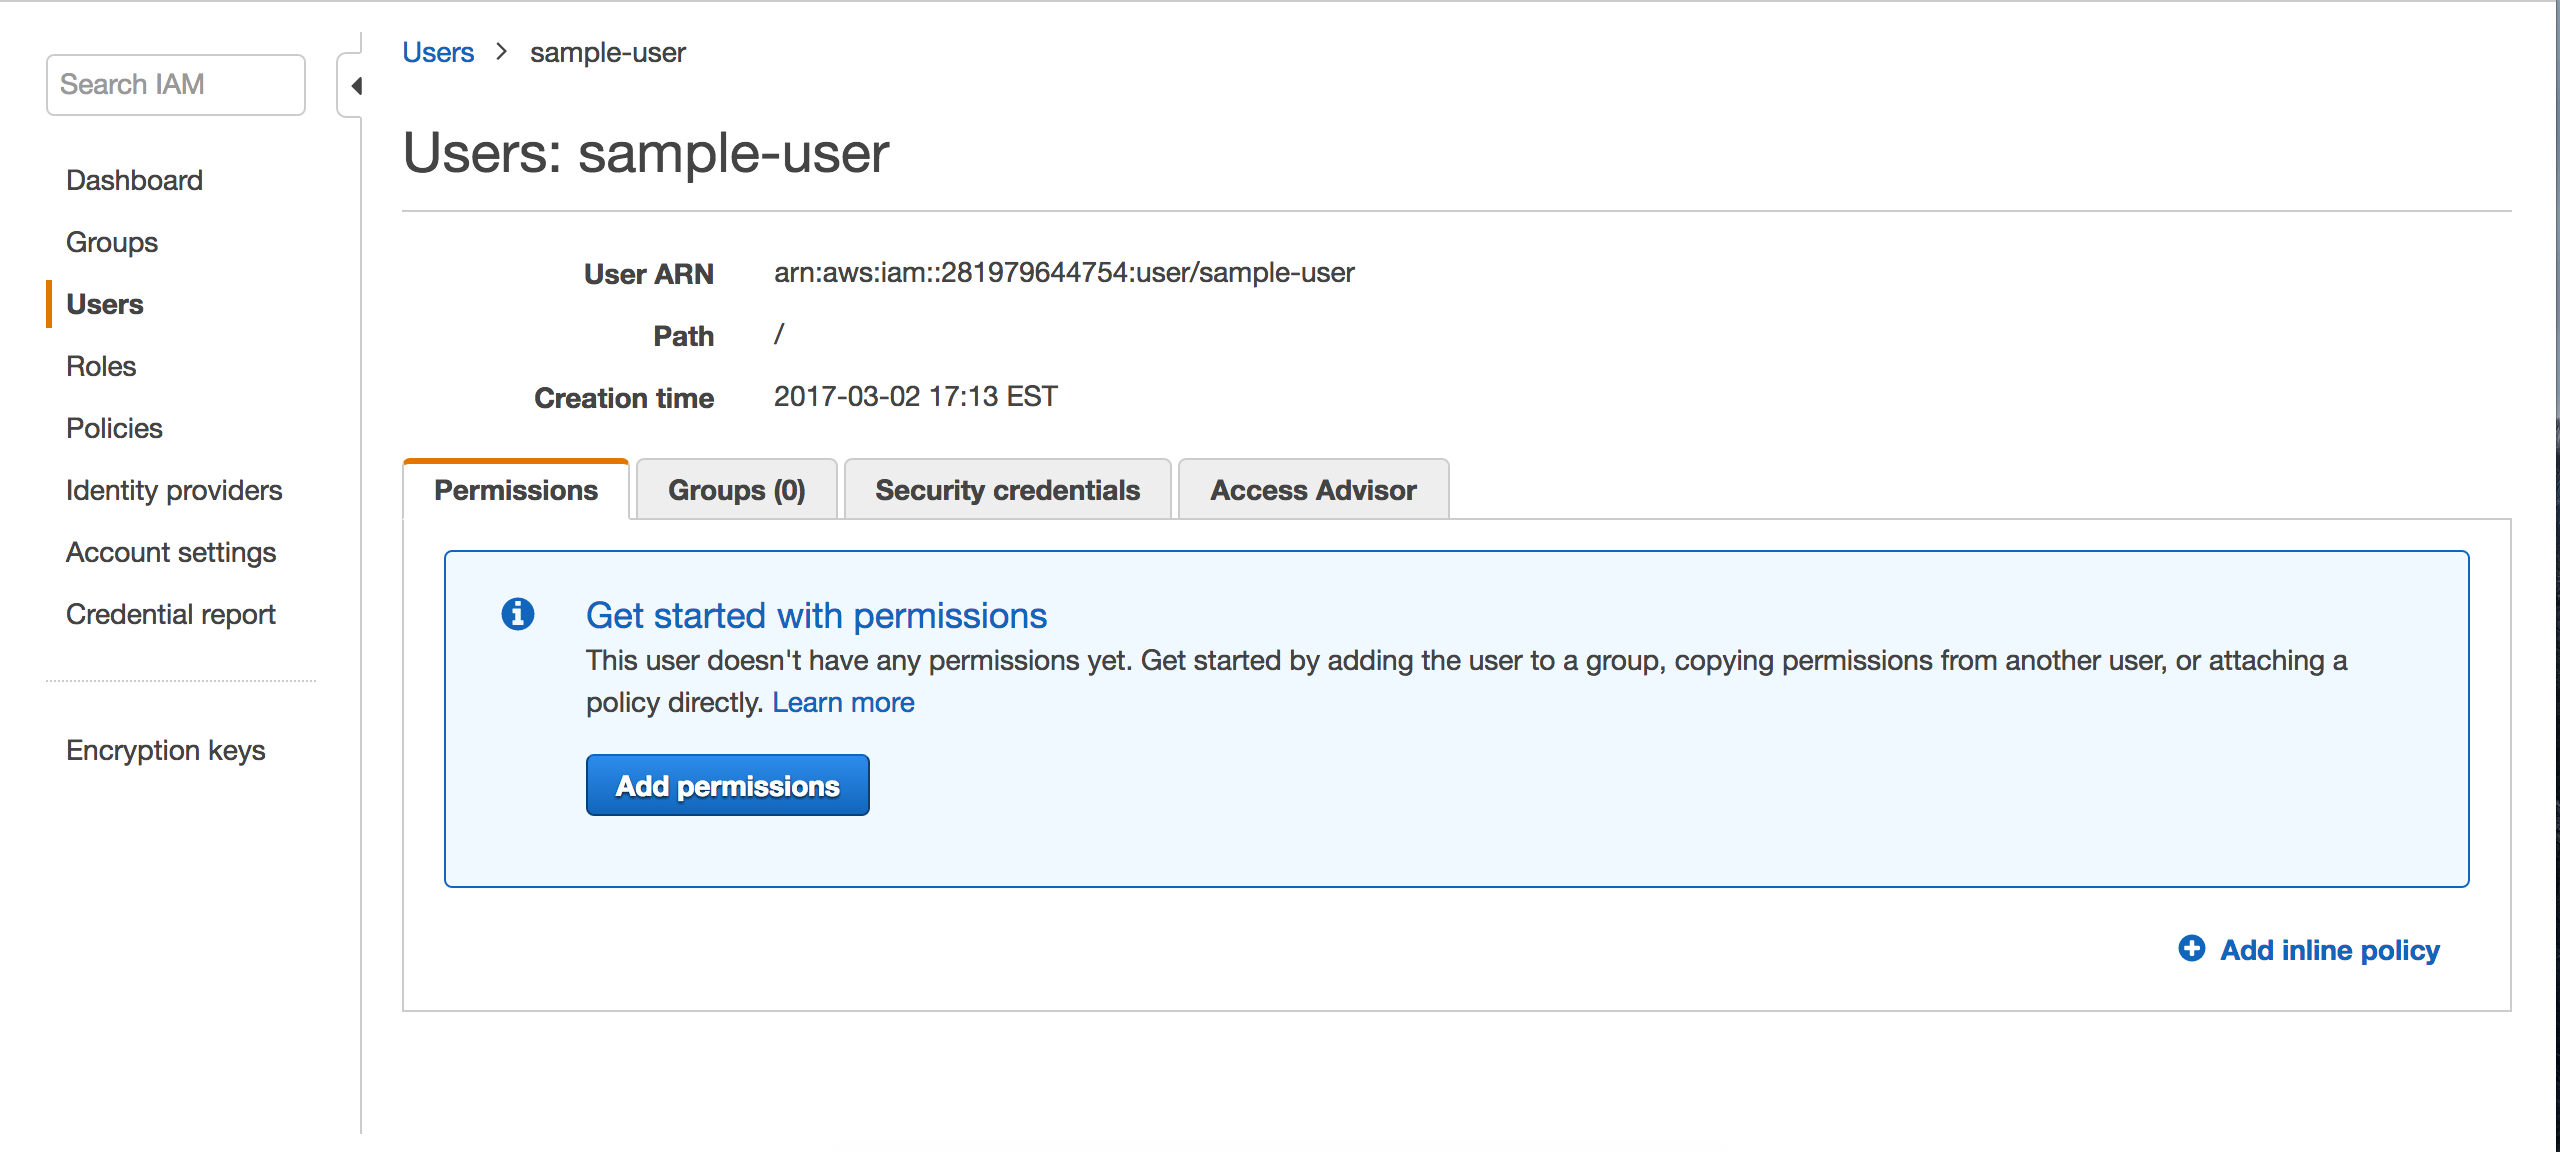 Search IAM
Dashboard
Groups
Users
Roles
Policies
Identity providers
Account settings
Credential report
Encryption keys
Users > sample-user
Users: sample-user
User ARN arn:aws:iam::281979644754:user/sample-user
Path /
Creation time 2017-03-02 17:13 EST
Permissions Groups (0) Security credentials Access Advisor
Get started with permissions
This user doesn't have any permissions yet. Get started by adding the user to a group, copying permissions from another user, or attaching a
policy directly. Learn more
Add permissions
Add inline policy